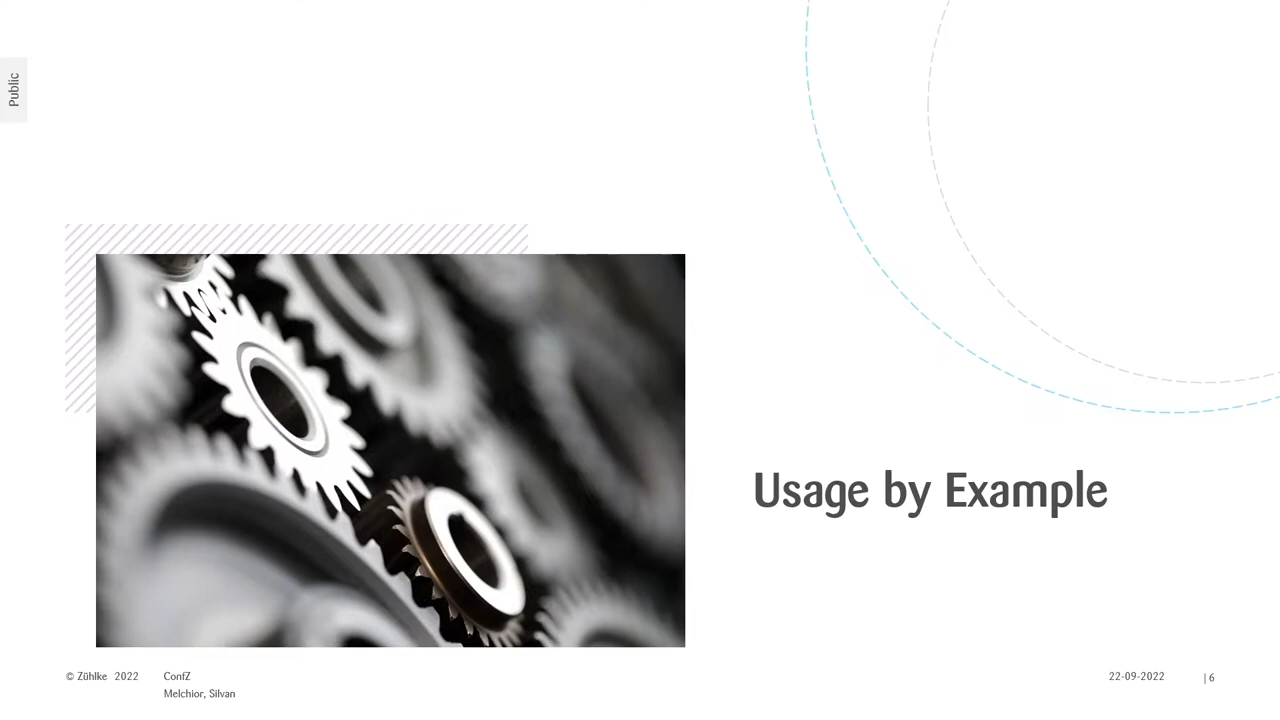 Public
Usage by Example
© Zühlke 2022
ConfZ
Melchior, Silvan
22-09-2022
| 6